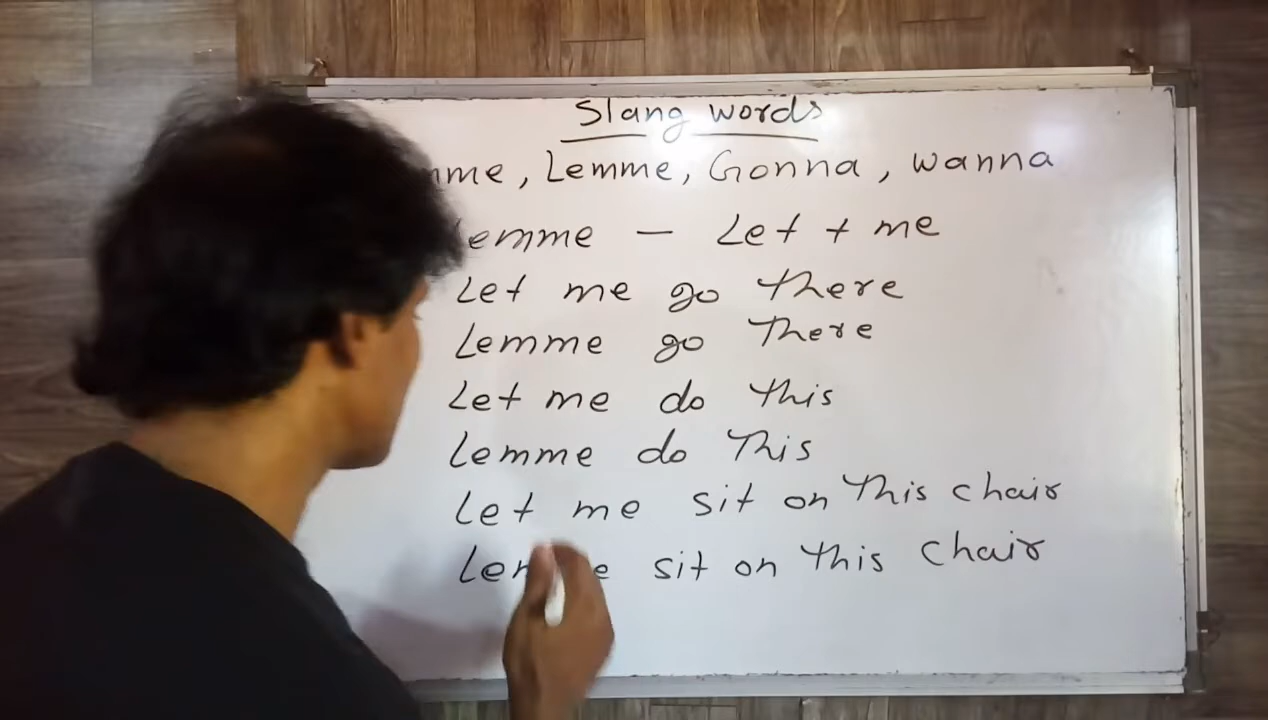 Slang words
Lemme, Gonna, wanna
Lemme — Let + me
Let me go there
Lemme go There
Let me do this
Lemme do This
Let me sit on This chair
sit on this chair